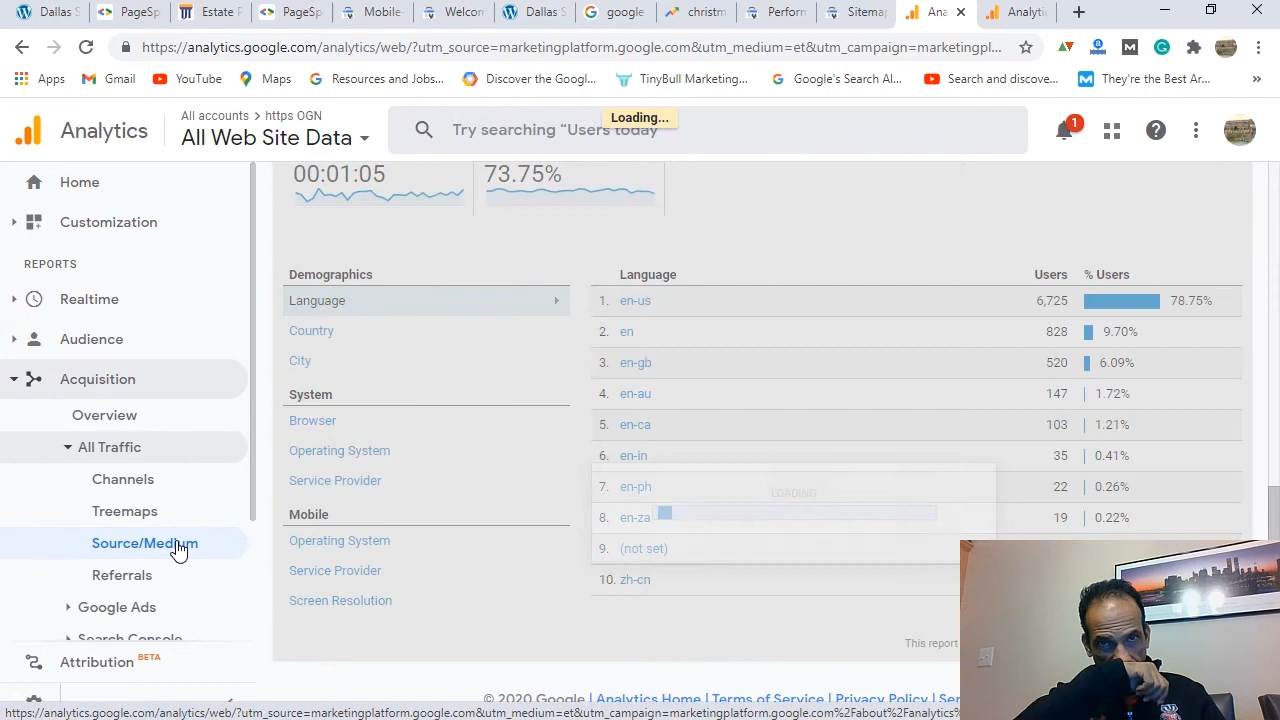 Dallas S
PageSp
Estate P
PageSp
Mobile-
Welcom
Dallas S
google
christm
Perform
Sitemap
Ana
Analytic
https://analytics.google.com/analytics/web/?utm_source=marketingplatform.google.com&utm_medium=et&utm_campaign=marketingpl...
Apps
Gmail
YouTube
Maps
Resources and Jobs...
Discover the Googl...
TinyBull Marketing...
Google's Search Al...
Search and discove...
They're the Best Ar...
»
Analytics
All accounts > https OGN
All Web Site Data
Try searching “Users today
Loading...
1
Home
Customization
REPORTS
Realtime
Audience
Acquisition
Overview
All Traffic
Channels
Treemaps
Source/Medium
Referrals
Google Ads
Search Console
Attribution BETA
00:01:05
73.75%
Demographics
Language
Country
City
System
Browser
Operating System
Service Provider
Mobile
Operating System
Service Provider
Screen Resolution
Language Users % Users
1. en-us 6,725 78.75%
2. en 828 9.70%
3. en-gb 520 6.09%
4. en-au 147 1.72%
5. en-ca 103 1.21%
6. en-in 35 0.41%
7. en-ph 22 0.26%
8. en-za 19 0.22%
9. (not set)
10. zh-cn
LOADING
This report
© 2020 Google | Analytics Home | Terms of Service | Privacy Policy | Sen
https://analytics.google.com/analytics/web/?utm_source=marketingplatform.google.com&utm_medium=et&utm_campaign=marketingplatform.google.com%2Fabout%2Fanalytics%